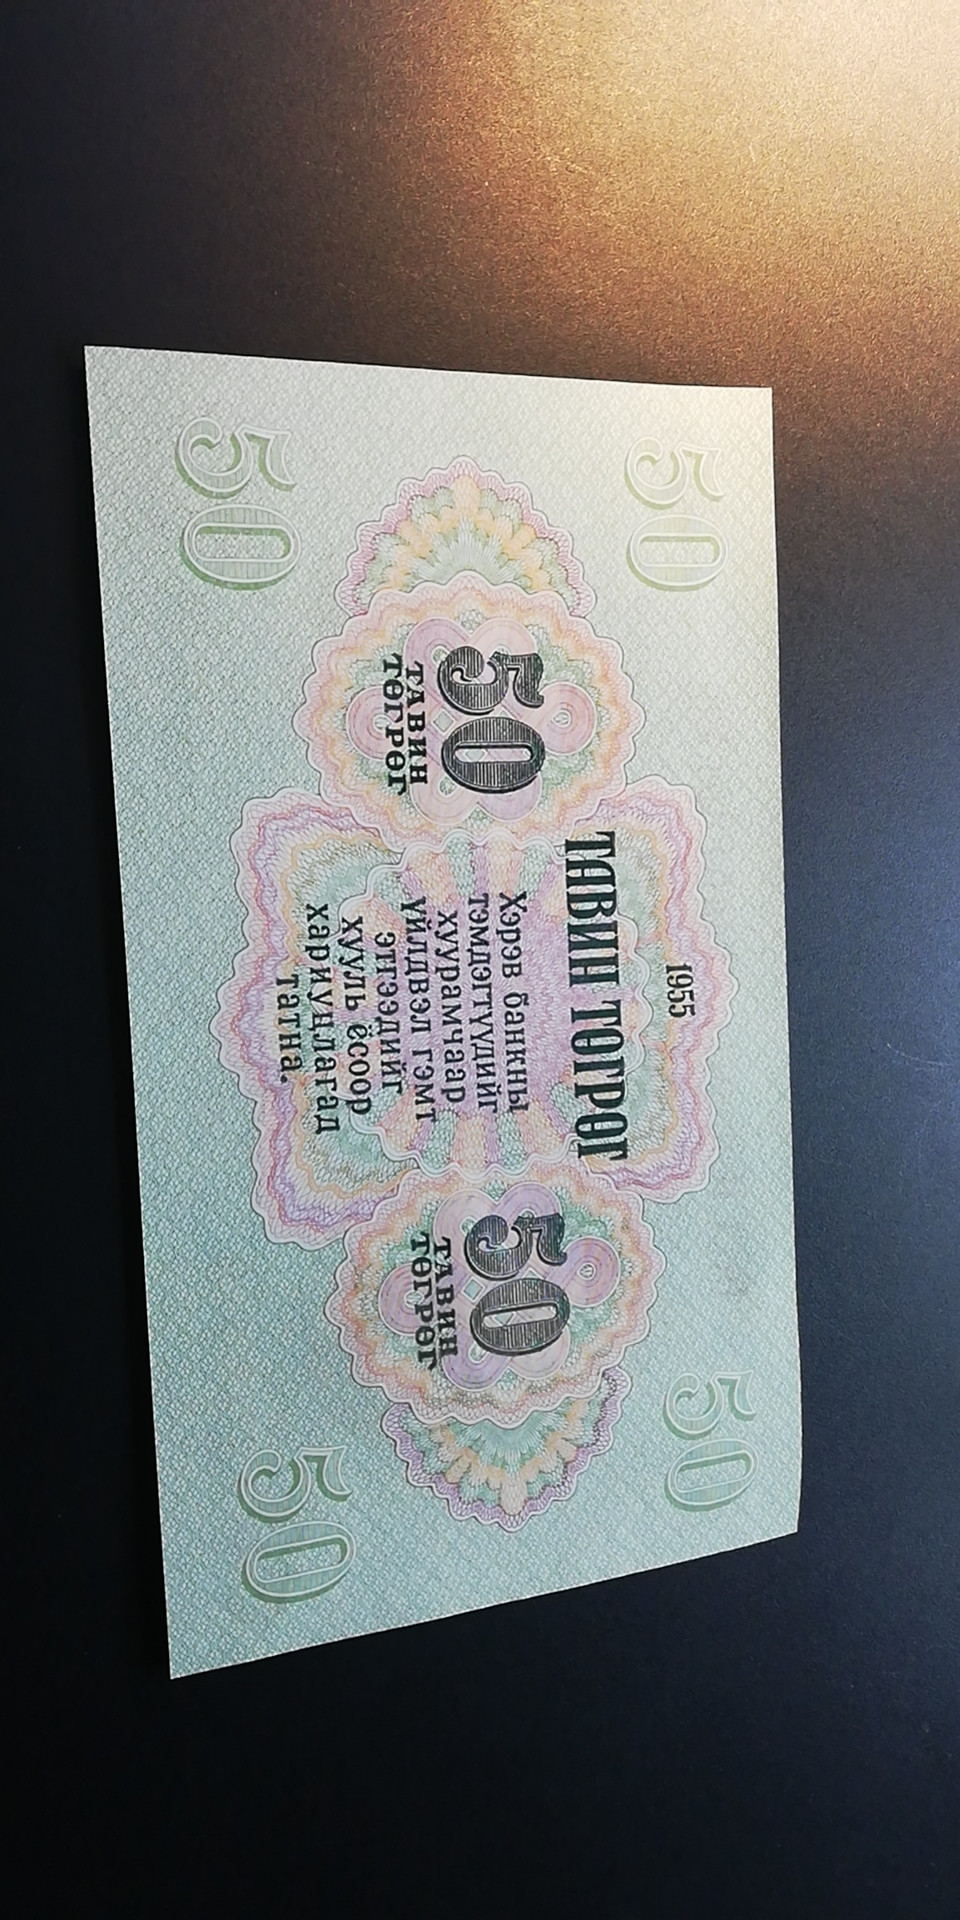 50
50
1955
ТАВИН ТӨГРӨГ
50
ТАВИН
ТӨГРӨГ
Хэрэв банкны
тэмдэгтүүдийг
хуурамчаар
үйлдвэл гэмт
этгээдийг
хууль ёсоор
хариуцлагад
татна.
50
ТАВИН
ТӨГРӨГ
50
50